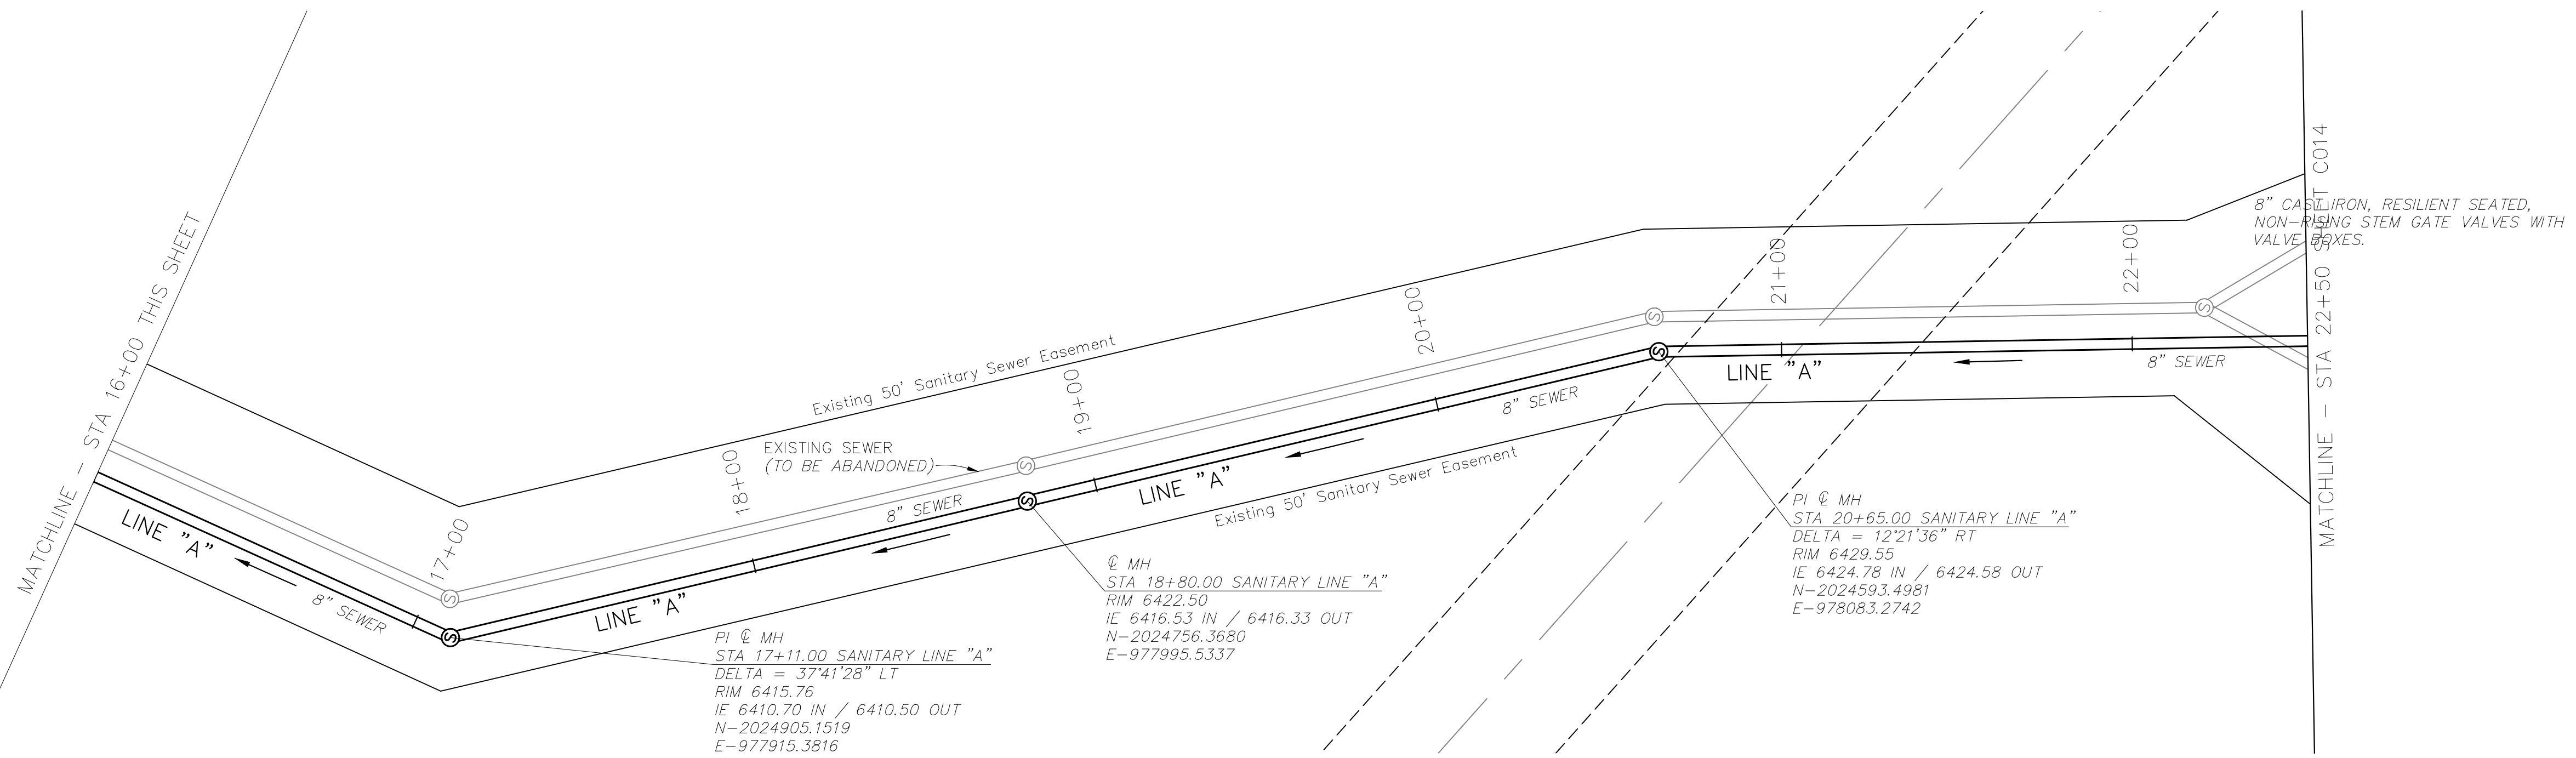 MATCHLINE - STA 16+00 THIS SHEET
LINE "A"
8" SEWER
17+00
18+00
EXISTING SEWER
(TO BE ABANDONED)
Existing 50' Sanitary Sewer Easement
8" SEWER
LINE "A"
PI ℄ MH
STA 17+11.00 SANITARY LINE "A"
DELTA = 37°41'28" LT
RIM 6415.76
IE 6410.70 IN / 6410.50 OUT
N-2024905.1519
E-977915.3816
19+00
LINE "A"
Existing 50' Sanitary Sewer Easement
℄ MH
STA 18+80.00 SANITARY LINE "A"
RIM 6422.50
IE 6416.53 IN / 6416.33 OUT
N-2024756.3680
E-977995.5337
20+00
8" SEWER
21+00
LINE "A"
PI ℄ MH
STA 20+65.00 SANITARY LINE "A"
DELTA = 12°21'36" RT
RIM 6429.55
IE 6424.78 IN / 6424.58 OUT
N-2024593.4981
E-978083.2742
22+00
8" SEWER
8" CAST IRON, RESILIENT SEATED,
NON-RISING STEM GATE VALVES WITH
VALVE BOXES.
MATCHLINE - STA 22+50 SHEET C014
S
S
S
S
S
S
S